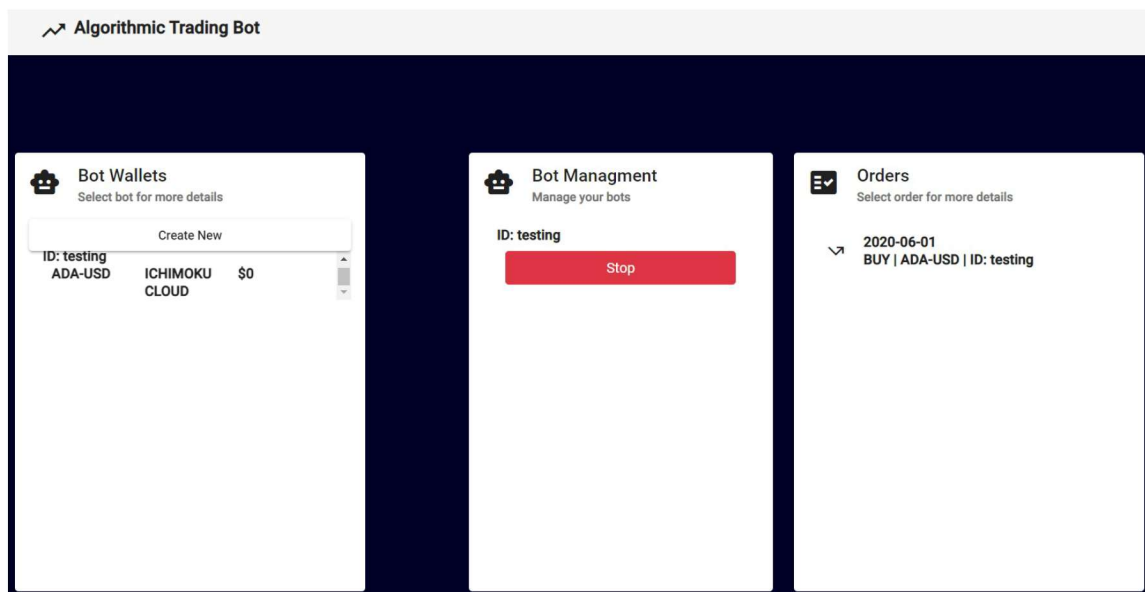 Algorithmic Trading Bot
Bot Wallets
Select bot for more details
Create New
ID: testing
ADA-USD ICHIMOKU $0
CLOUD
Bot Managment
Manage your bots
ID: testing
Stop
Orders
Select order for more details
2020-06-01
BUY | ADA-USD | ID: testing